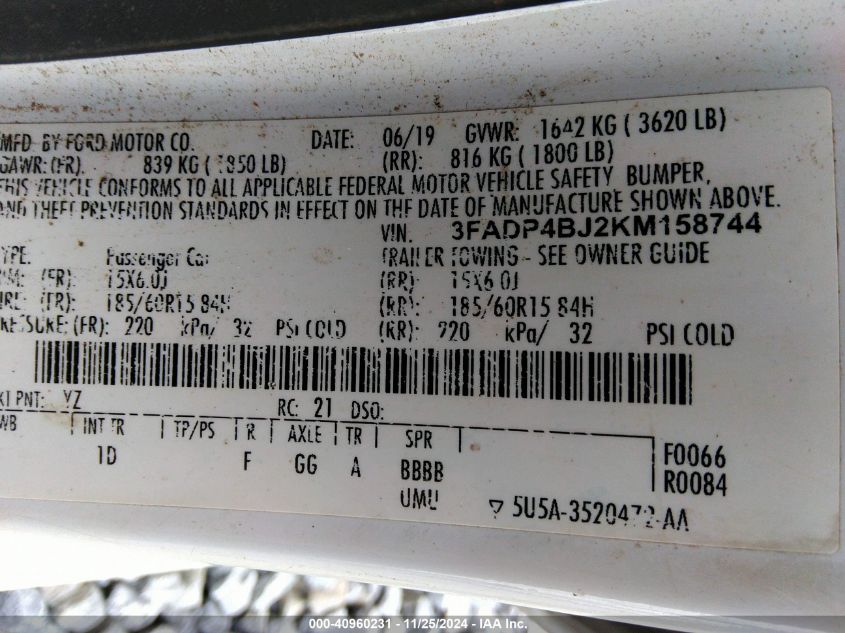 MFD BY FORD MOTOR CO. DATE: 06/19 GVWR: 1642 KG ( 3620 LB)
GAWR: (FR). 839 KG ( 1850 LB) (RR): 816 KG ( 1800 LB)
THIS VEHICLE CONFORMS TO ALL APPLICABLE FEDERAL MOTOR VEHICLE SAFETY BUMPER,
AND THEFT PREVENTION STANDARDS IN EFFECT ON THE DATE OF MANUFACTURE SHOWN ABOVE.
VIN. 3FADP4BJ2KM158744
TYPE. Passenger Car TRAILER TOWING - SEE OWNER GUIDE
(FR): 15X6.0J (RR): 15X6.0J
(FR): 185/60R15 84H (RR): 185/60R15 84H
PRESSURE: (FR): 220 kPa/ 32 PSI COLD (RR): 220 kPa/ 32 PSI COLD
PNT: YZ RC: 21 DSO:
WB INT TR TP/PS R AXLE TR SPR
1D F GG A BBBB
UMU
F0066
R0084
5U5A-3520472-AA
000-40960231 - 11/25/2024 - IAA Inc.